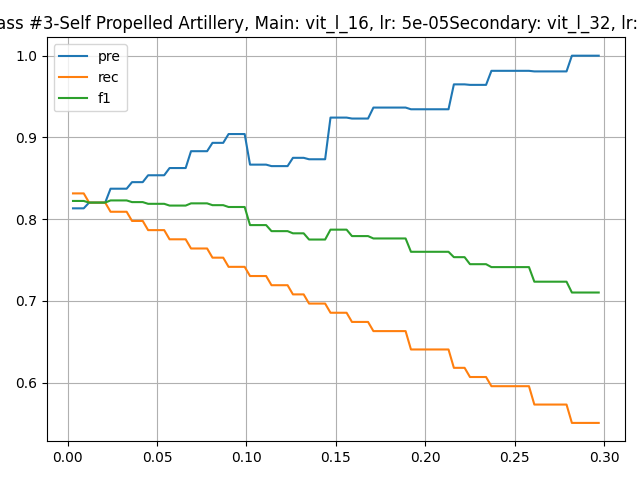 ass #3-Self Propelled Artillery, Main: vit_l_16, lr: 5e-05Secondary: vit_l_32, lr:
pre
rec
f1
1.0
0.9
0.8
0.7
0.6
0.00 0.05 0.10 0.15 0.20 0.25 0.30